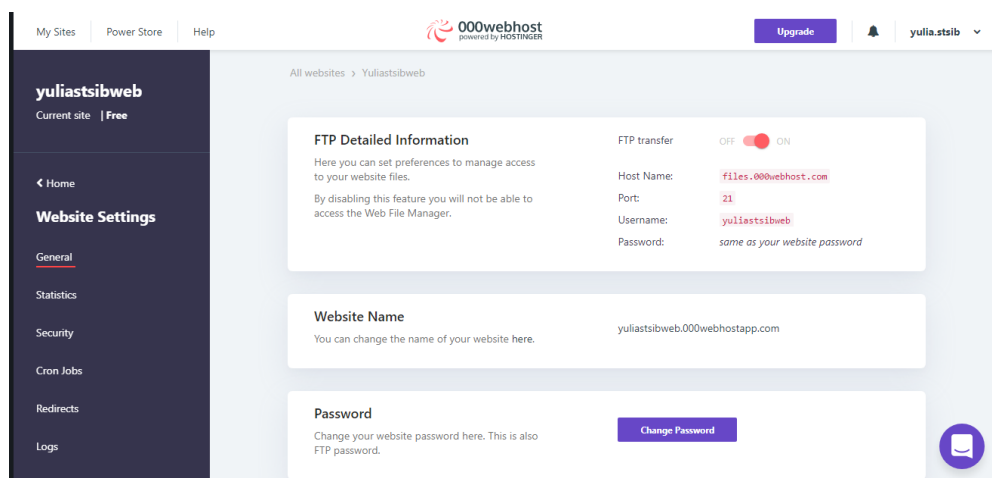 My Sites
Power Store
Help
000webhost
powered by HOSTINGER
Upgrade
yulia.stsib
yuliastsibweb
Current site | Free
Home
Website Settings
General
Statistics
Security
Cron Jobs
Redirects
Logs
All websites > Yuliastsibweb
FTP Detailed Information
Here you can set preferences to manage access
to your website files.
By disabling this feature you will not be able to
access the Web File Manager.
FTP transfer OFF ON
Host Name: files.000webhost.com
Port: 21
Username: yuliastsibweb
Password: same as your website password
Website Name
You can change the name of your website here.
yuliastsibweb.000webhostapp.com
Password
Change your website password here. This is also
FTP password.
Change Password